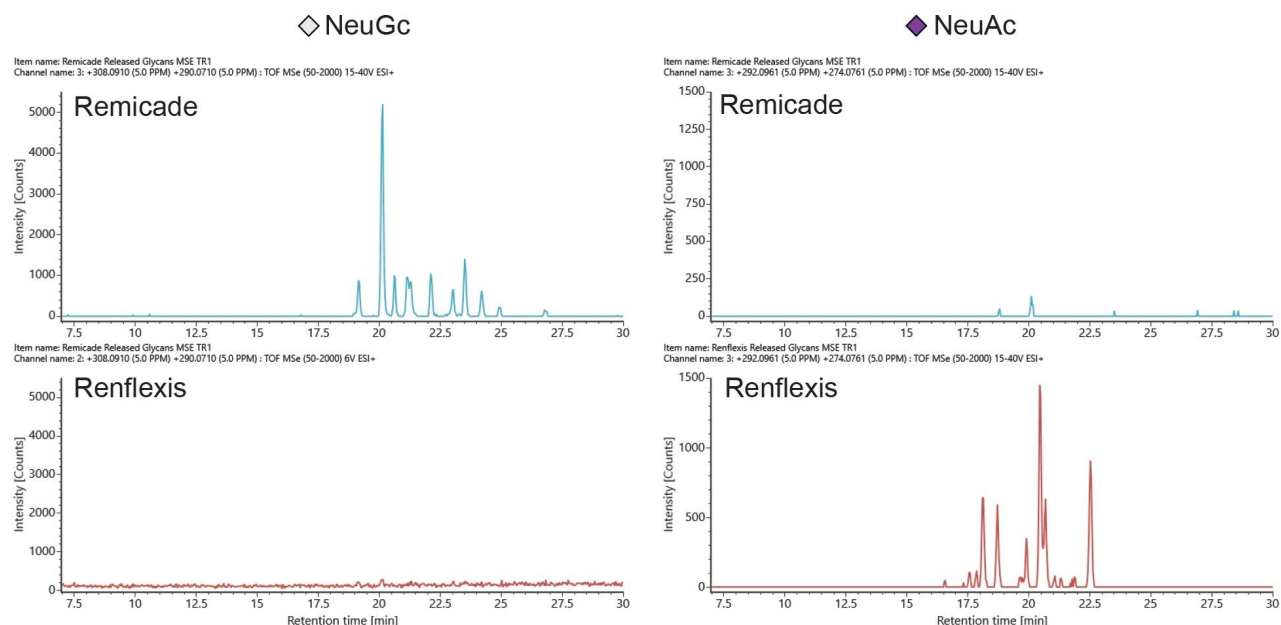 NeuGc
Item name: Remicade Released Glycans MSE TR1
Channel name: 3: +308.0910 (5.0 PPM) +290.0710 (5.0 PPM) : TOF MSe (50-2000) 15-40V ESI+
Remicade
Intensity [Counts]
5000
4000
3000
2000
1000
0
7.5 10 12.5 15 17.5 20 22.5 25 27.5 30
Item name: Renflexis Released Glycans MSE TR1
Channel name: 2: +308.0910 (5.0 PPM) +290.0710 (5.0 PPM) : TOF MSe (50-2000) 6V ESI+
Renflexis
Intensity [Counts]
5000
4000
3000
2000
1000
0
7.5 10 12.5 15 17.5 20 22.5 25 27.5 30
Retention time [min]
NeuAc
Item name: Remicade Released Glycans MSE TR1
Channel name: 3: +292.0961 (5.0 PPM) +274.0761 (5.0 PPM) : TOF MSe (50-2000) 15-40V ESI+
Remicade
Intensity [Counts]
1500
1250
1000
750
500
250
0
7.5 10 12.5 15 17.5 20 22.5 25 27.5 30
Item name: Renflexis Released Glycans MSE TR1
Channel name: 3: +292.0961 (5.0 PPM) +274.0761 (5.0 PPM) : TOF MSe (50-2000) 15-40V ESI+
Renflexis
Intensity [Counts]
1500
1000
500
0
7.5 10 12.5 15 17.5 20 22.5 25 27.5 30
Retention time [min]